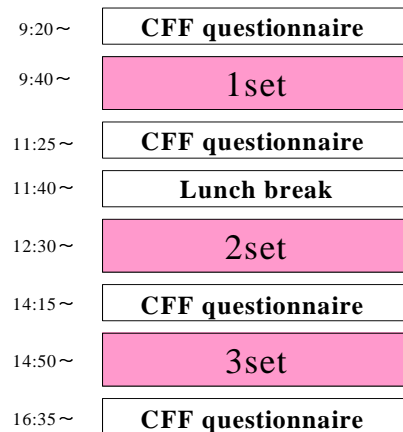 9:20~ CFF questionnaire
9:40~ 1set
11:25~ CFF questionnaire
11:40~ Lunch break
12:30~ 2set
14:15~ CFF questionnaire
14:50~ 3set
16:35~ CFF questionnaire